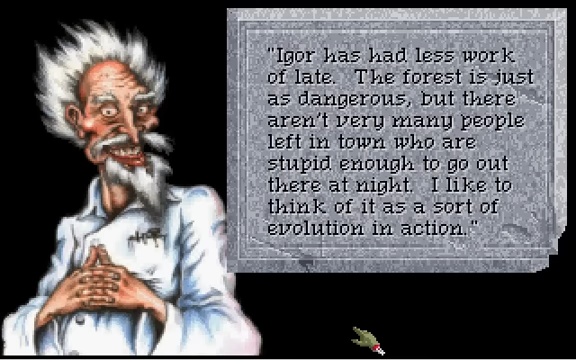 "Igor has had less work
of late.  The forest is just
as dangerous, but there
aren't very many people
left in town who are
stupid enough to go out
there at night.  I like to
think of it as a sort of
evolution in action."